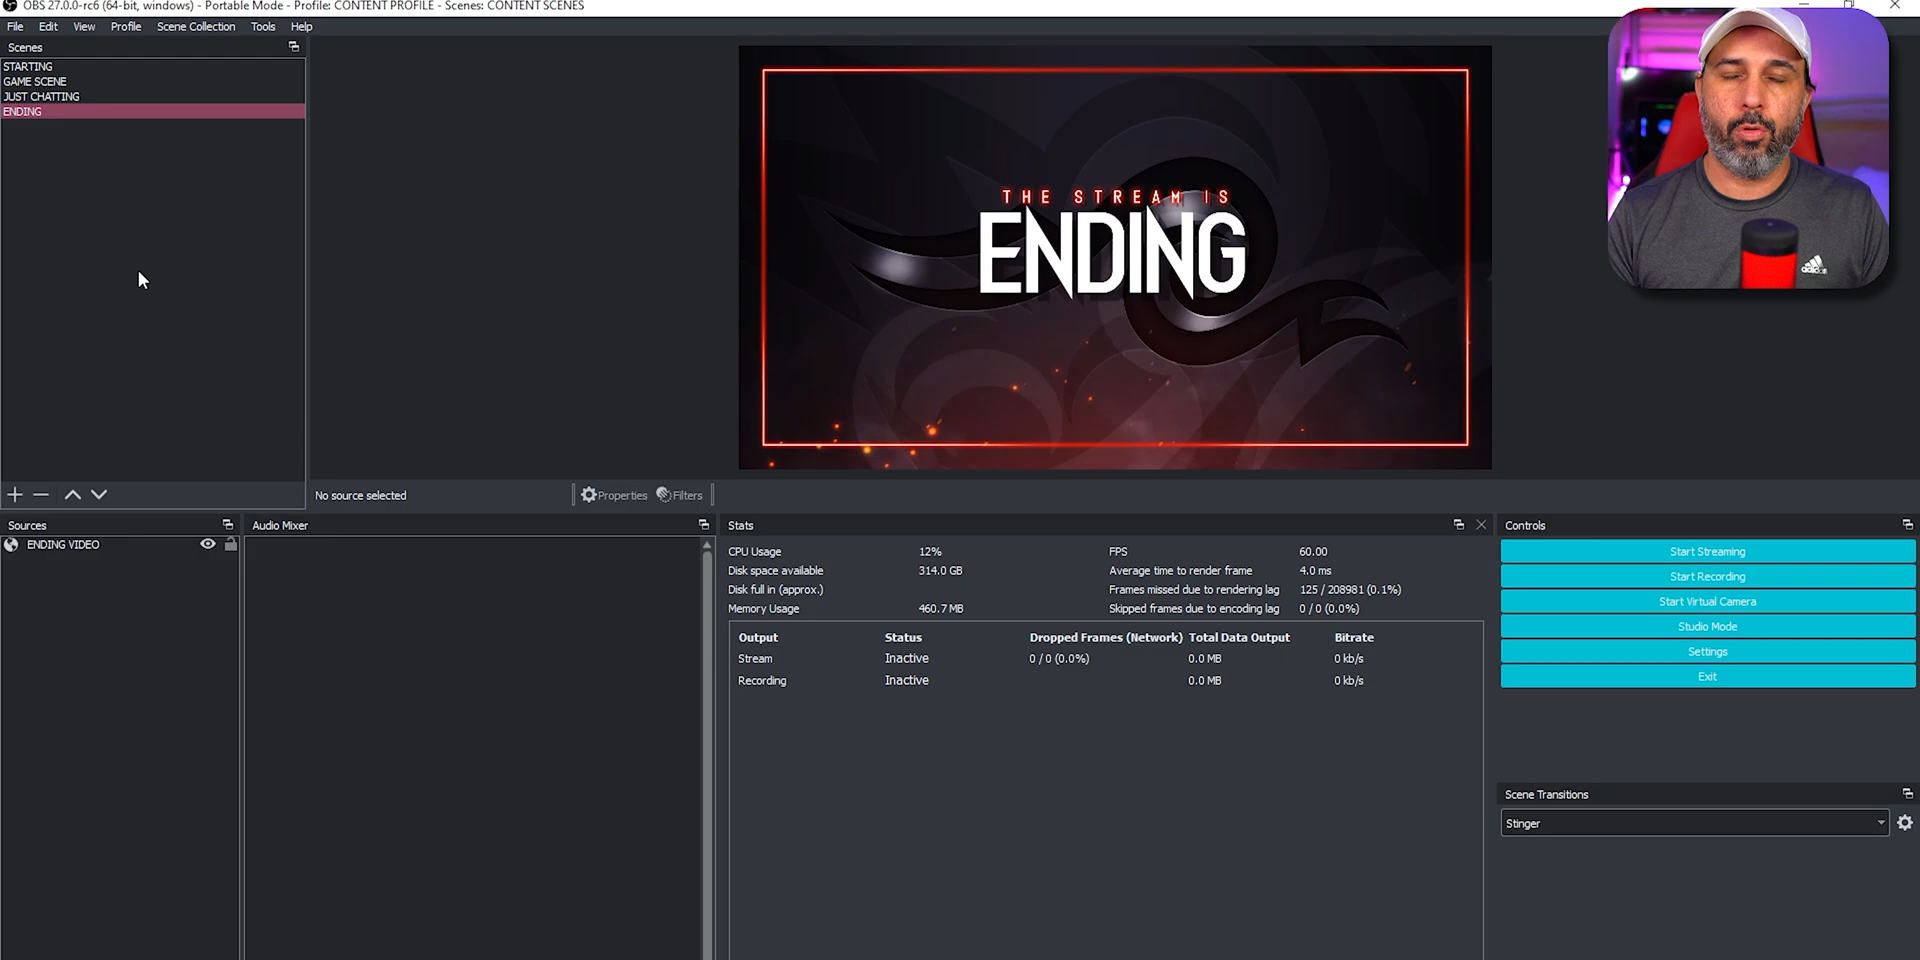 OBS 27.0.0-rc6 (64-bit, windows) - Portable Mode - Profile: CONTENT PROFILE - Scenes: CONTENT SCENES
File Edit View Profile Scene Collection Tools Help
Scenes
STARTING
GAME SCENE
JUST CHATTING
ENDING
THE STREAM IS
ENDING
adidas
No source selected Properties Filters
Sources
ENDING VIDEO
Audio Mixer
Stats
CPU Usage 12%
Disk space available 314.0 GB
Disk full in (approx.)
Memory Usage 460.7 MB
FPS 60.00
Average time to render frame 4.0 ms
Frames missed due to rendering lag 125 / 208981 (0.1%)
Skipped frames due to encoding lag 0 / 0 (0.0%)
Output Status Dropped Frames (Network) Total Data Output Bitrate
Stream Inactive 0 / 0 (0.0%) 0.0 MB 0 kb/s
Recording Inactive 0.0 MB 0 kb/s
Controls
Start Streaming
Start Recording
Start Virtual Camera
Studio Mode
Settings
Exit
Scene Transitions
Stinger